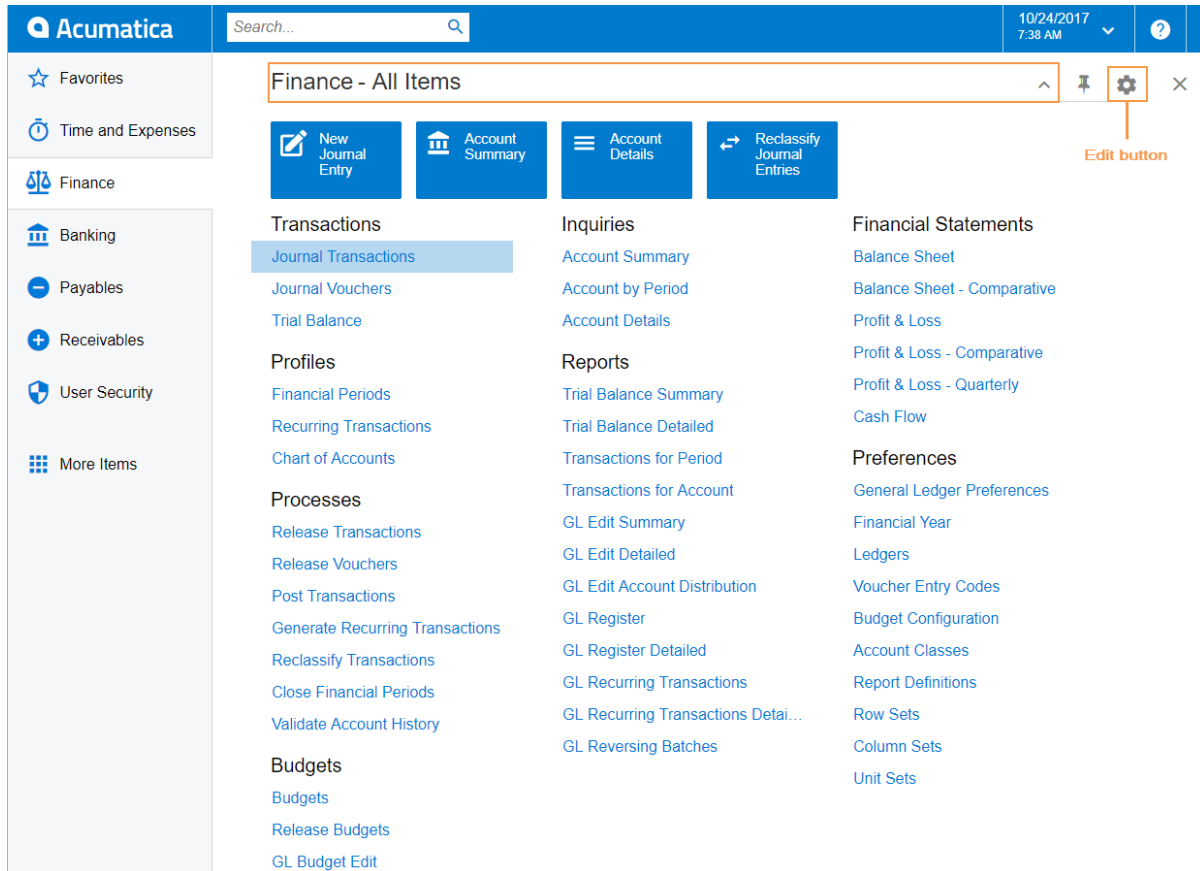 Acumatica
Search...
10/24/2017
7:38 AM
?
Favorites
Time and Expenses
Finance
Banking
Payables
Receivables
User Security
More Items
Finance - All Items
Edit button
New
Journal
Entry
Account
Summary
Account
Details
Reclassify
Journal
Entries
Transactions
Journal Transactions
Journal Vouchers
Trial Balance
Profiles
Financial Periods
Recurring Transactions
Chart of Accounts
Processes
Release Transactions
Release Vouchers
Post Transactions
Generate Recurring Transactions
Reclassify Transactions
Close Financial Periods
Validate Account History
Budgets
Budgets
Release Budgets
GL Budget Edit
Inquiries
Account Summary
Account by Period
Account Details
Reports
Trial Balance Summary
Trial Balance Detailed
Transactions for Period
Transactions for Account
GL Edit Summary
GL Edit Detailed
GL Edit Account Distribution
GL Register
GL Register Detailed
GL Recurring Transactions
GL Recurring Transactions Detai...
GL Reversing Batches
Financial Statements
Balance Sheet
Balance Sheet - Comparative
Profit & Loss
Profit & Loss - Comparative
Profit & Loss - Quarterly
Cash Flow
Preferences
General Ledger Preferences
Financial Year
Ledgers
Voucher Entry Codes
Budget Configuration
Account Classes
Report Definitions
Row Sets
Column Sets
Unit Sets